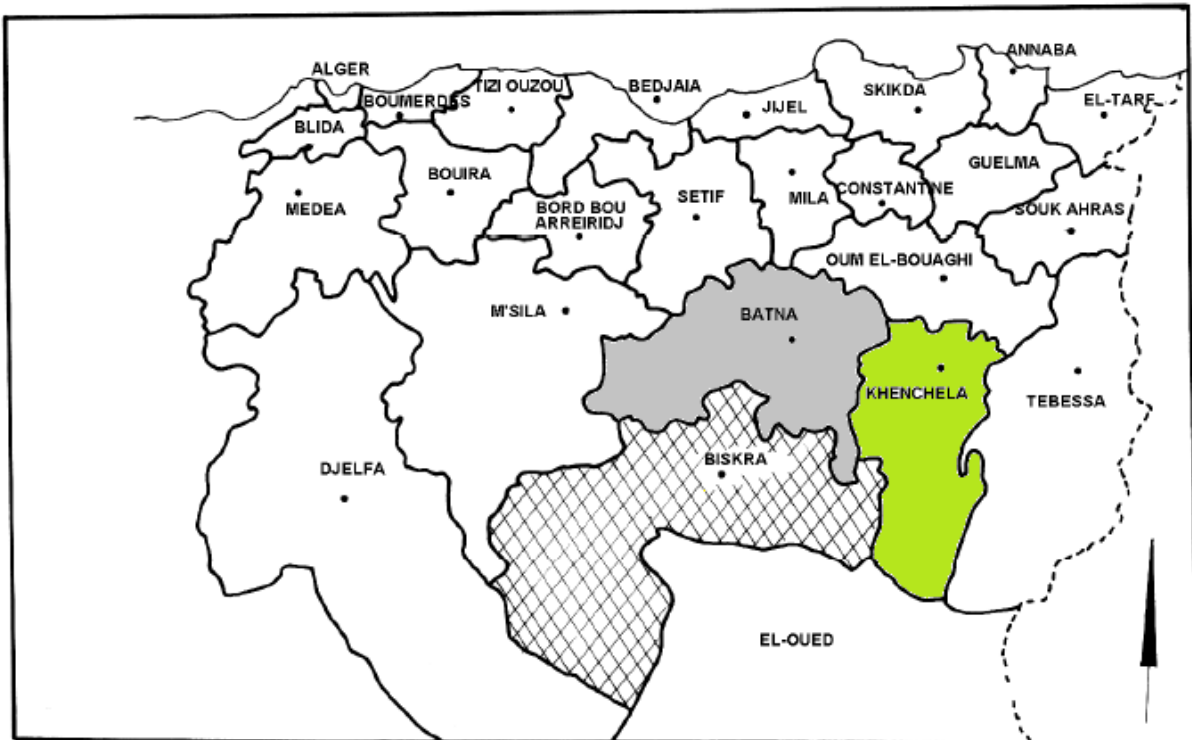 ANNABA
ALGER
TIZI OUZOU
BEDJAIA
SKIKDA
BOUMERDES
JIJEL
EL-TARF
BLIDA
GUELMA
BOUIRA
CONSTANTINE
SETIF
MILA
MEDEA
BORD BOU
ARREIRIDJ
SOUK AHRAS
OUM EL-BOUAGHI
M'SILA
BATNA
KHENCHELA
TEBESSA
BISKRA
DJELFA
EL-OUED